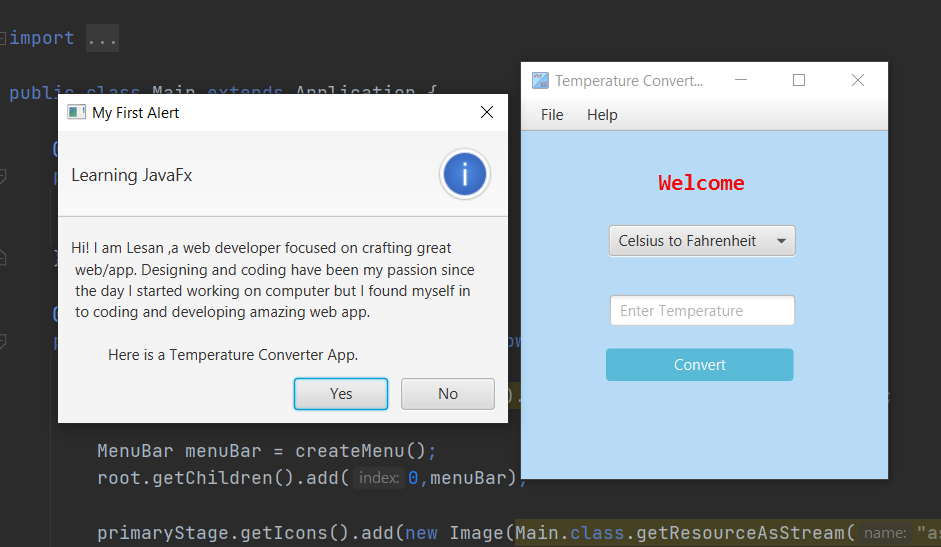 import ...
public class Main extends Application {
My First Alert
Learning JavaFx
i
Hi! I am Lesan ,a web developer focused on crafting great
web/app. Designing and coding have been my passion since
the day I started working on computer but I found myself in
to coding and developing amazing web app.
Here is a Temperature Converter App.
Yes No
Temperature Convert...
File Help
Welcome
Celsius to Fahrenheit
Enter Temperature
Convert
MenuBar menuBar = createMenu();
root.getChildren().add( index: 0,menuBar);
primaryStage.getIcons().add(new Image(Main.class.getResourceAsStream( name: "as